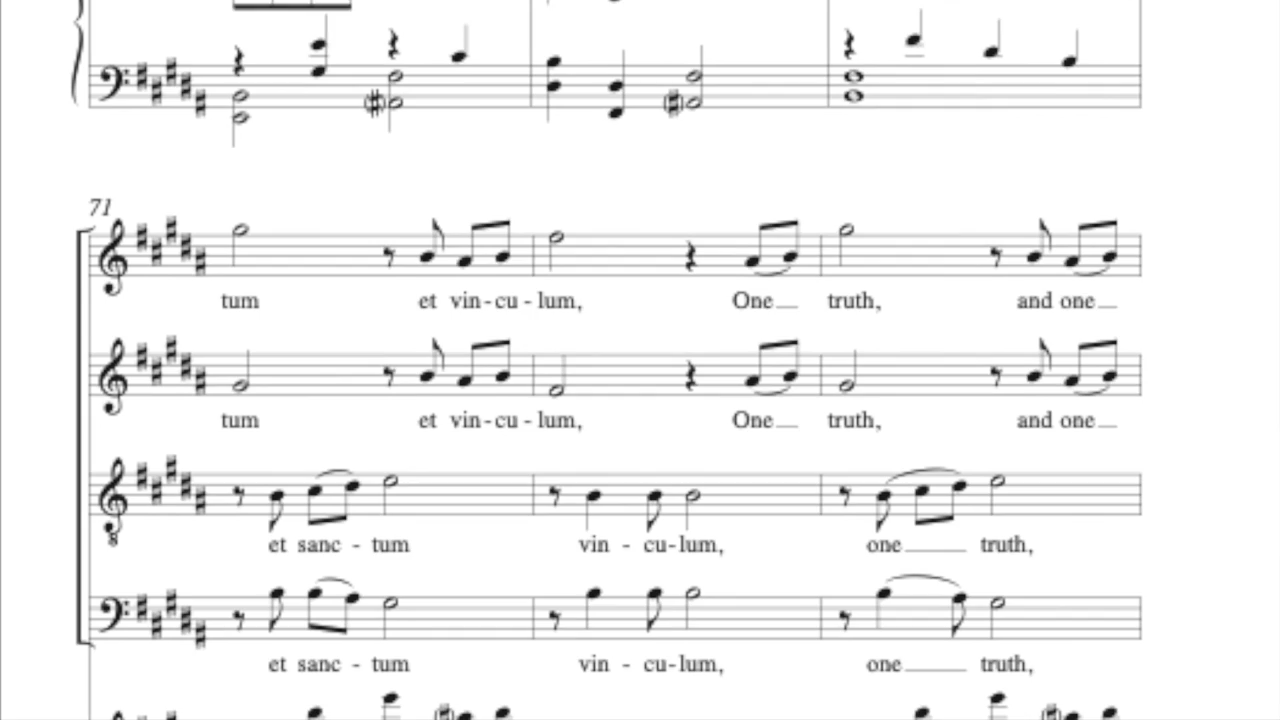 71
tum et vin - cu - lum, One truth, and one
tum et vin - cu - lum, One truth, and one
8
et sanc - tum vin - cu - lum, one truth,
et sanc - tum vin - cu - lum, one truth,